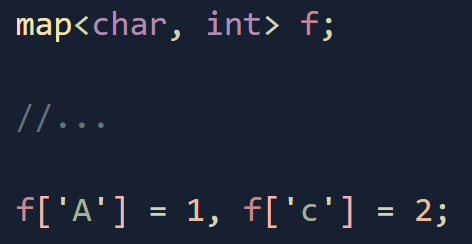 map<char, int> f;
//...
f['A'] = 1, f['c'] = 2;